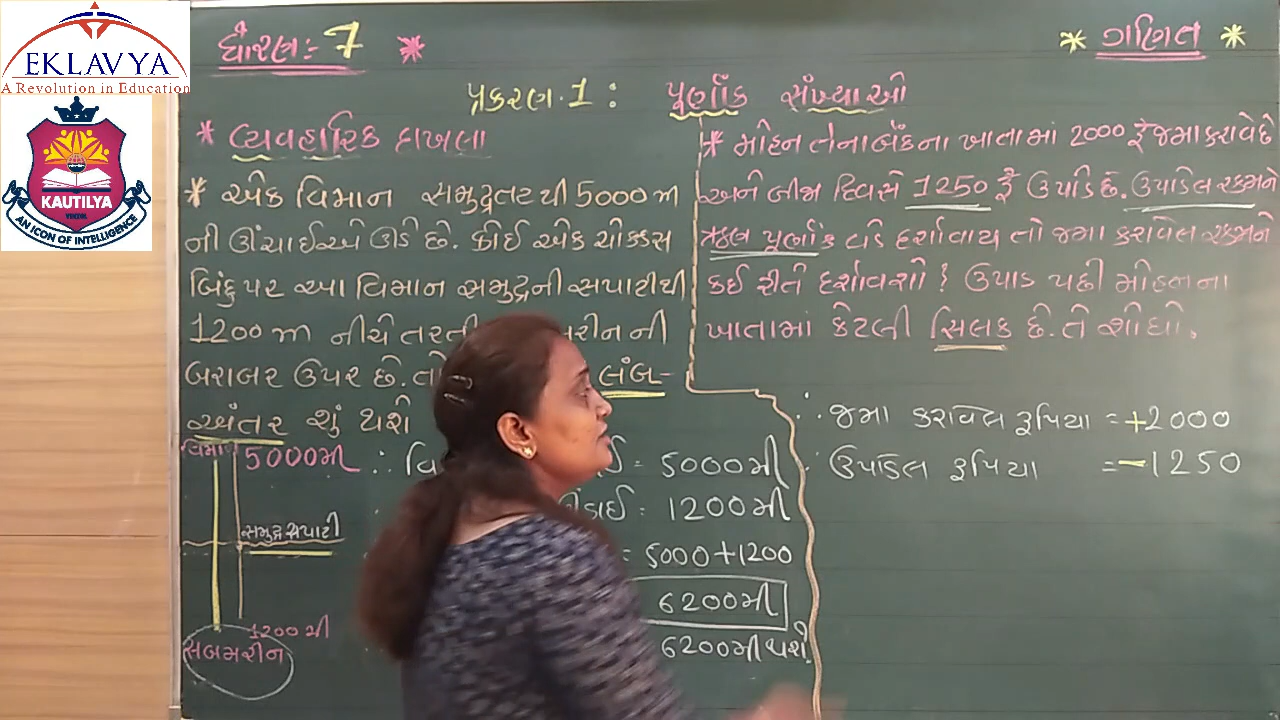 EKLAVYA
A Revolution in Education
KAUTILYA
AN ICON OF INTELLIGENCE
ધોરણ:- 7 *
* ગણિત *
પ્રકરણ.1 : પૂર્ણાંક સંખ્યાઓ
* વ્યવહારિક દાખલા
* એક વિમાન સમુદ્રતટથી 5000 મ
ની ઊંચાઈએ ઊડે છે. કોઈ એક ચોક્કસ
બિંદુ પર આ વિમાન સમુદ્રની સપાટીથી
1200 મ નીચે તરતી રીન ની
બરાબર ઉપર છે. તો લંબ-
અંતર શું થશે
વિમાન 5000મી
સમુદ્ર સપાટી
1200 મી
સબમરીન
∴ વિ ઈ = 5000મી
ડાઈ = 1200મી
= 5000+1200
6200મી
6200મી થશે
* મોહન તેના બેંકના ખાતામાં 2000 રૂ જમા કરાવે છે
અને બીજા દિવસે 1250 રૂ ઉપાડે છે. ઉપાડેલ રકમને
ઋણ પૂર્ણાંક વડે દર્શાવાય તો જમા કરાવેલ રકમને
કઈ રીતે દર્શાવશો? ઉપાડ પછી મોહનના
ખાતામાં કેટલી સિલક છે. તે શોધો.
∴ જમા કરાવેલ રૂપિયા = +2000
∴ ઉપાડેલ રૂપિયા = -1250